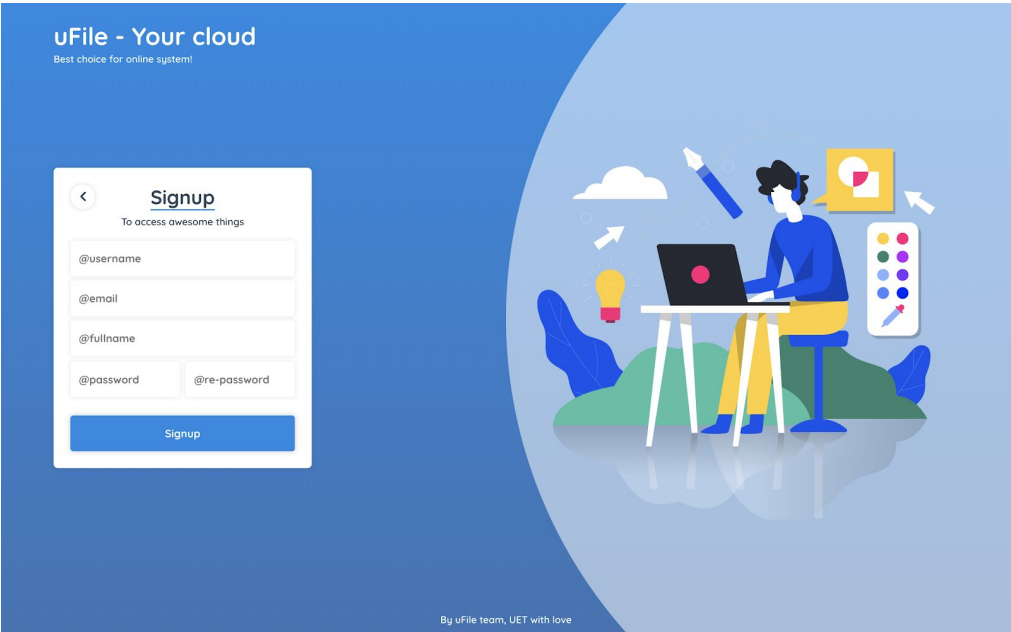 uFile - Your cloud
Best choice for online system!
Signup
To access awesome things
@username
@email
@fullname
@password @re-password
Signup
By uFile team, UET with love